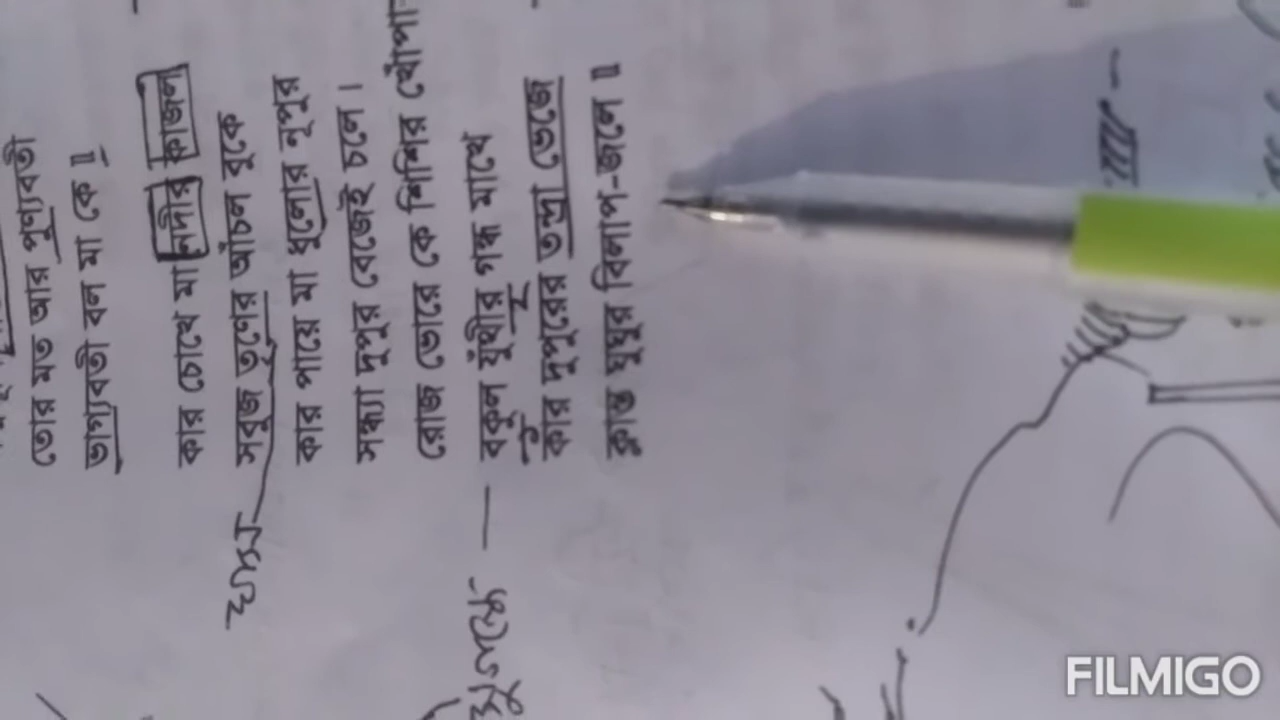 তোর মত আর পুণ্যবতী
ভাগ্যবতী বল মা কে॥
কার চোখে মা নদীর কাজল
সবুজ তৃণের আঁচল বুকে
কার পায়ে মা ধূলোর নূপুর
সন্ধ্যা দুপুর বেজেই চলে।
রোজ ভোরে কে শিশির খোঁপা
বকুল যুঁথীর গন্ধ মাখে
কার দুপুরের তন্দ্রা ভেজে
ক্লান্ত ঘুঘুর বিলাপ-জলে॥
ঘাস
FILMIGO